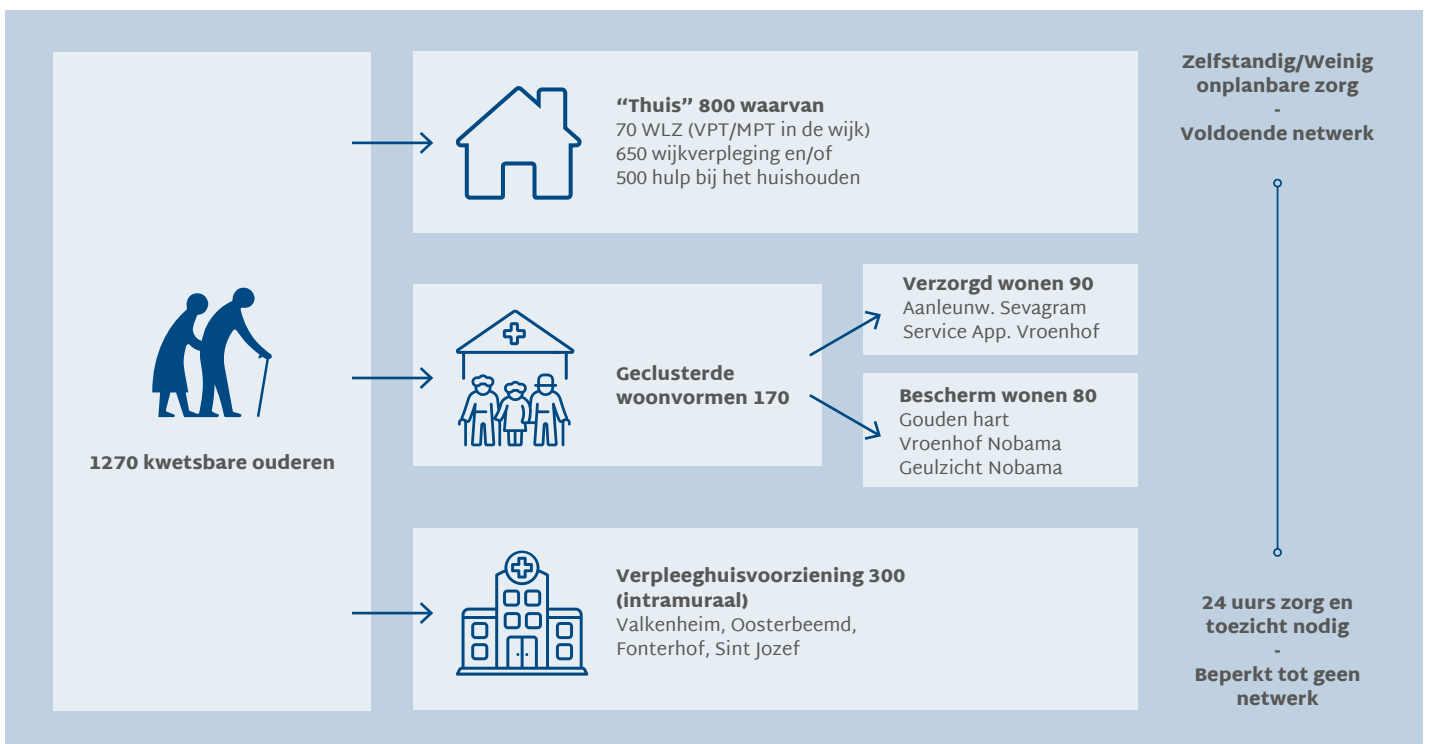 1270 kwetsbare ouderen
“Thuis” 800 waarvan
70 WLZ (VPT/MPT in de wijk)
650 wijkverpleging en/of
500 hulp bij het huishouden
Geclusterde
woonvormen 170
Verzorgd wonen 90
Aanleunw. Sevagram
Service App. Vroenhof
Bescherm wonen 80
Gouden hart
Vroenhof Nobama
Geulzicht Nobama
Verpleeghuisvoorziening 300
(intramuraal)
Valkenheim, Oosterbeemd,
Fonterhof, Sint Jozef
Zelfstandig/Weinig
onplanbare zorg
-
Voldoende netwerk
24 uurs zorg en
toezicht nodig
-
Beperkt tot geen
netwerk